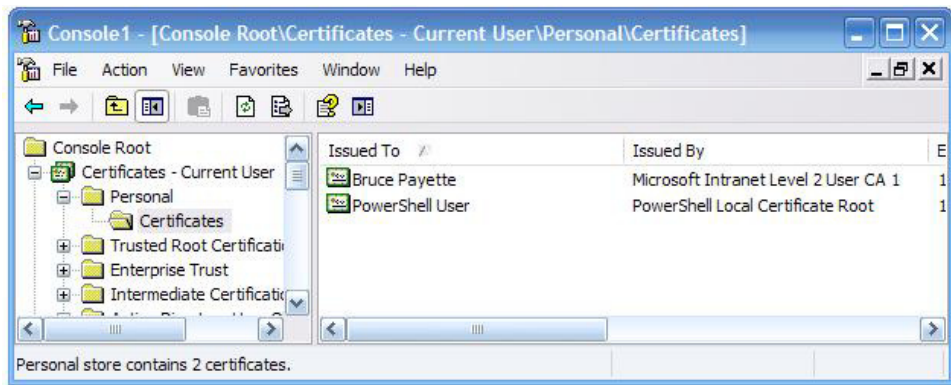 Console1 - [Console Root\Certificates - Current User\Personal\Certificates]
File Action View Favorites Window Help
Console Root
Certificates - Current User
Personal
Certificates
Trusted Root Certificati
Enterprise Trust
Intermediate Certificatic
Issued To Issued By E
Bruce Payette Microsoft Intranet Level 2 User CA 1 1
PowerShell User PowerShell Local Certificate Root 1
Personal store contains 2 certificates.